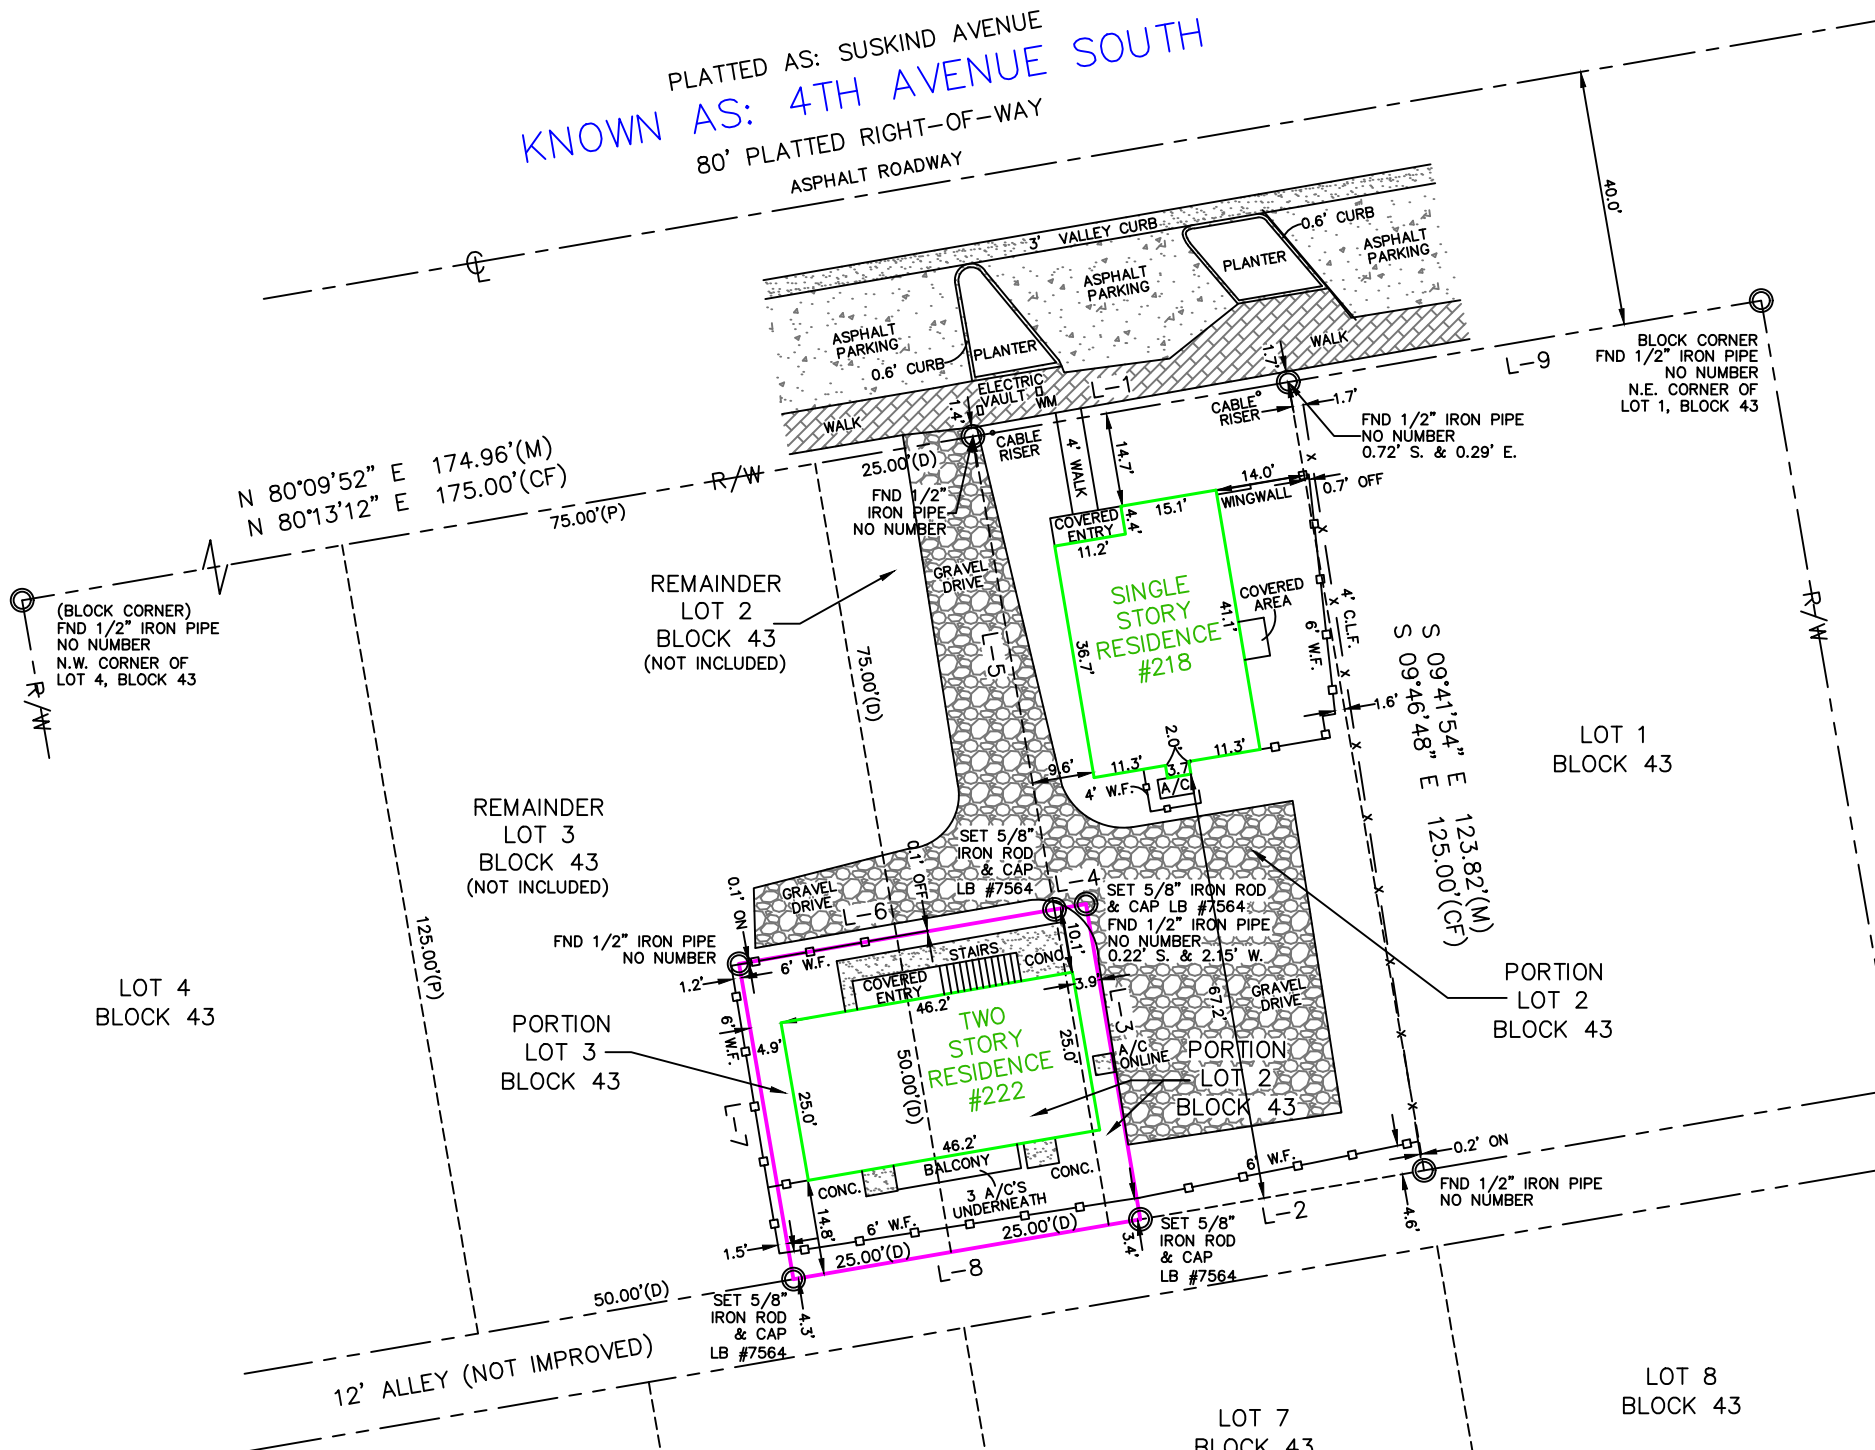 PLATTED AS: SUSKIND AVENUE
KNOWN AS: 4TH AVENUE SOUTH
80' PLATTED RIGHT-OF-WAY
ASPHALT ROADWAY
℄
40.0'
3' VALLEY CURB
0.6' CURB
PLANTER
ASPHALT
PARKING
ASPHALT
PARKING
ASPHALT
PARKING
0.6' CURB
PLANTER
WALK
WALK
ELECTRIC
VAULT
WM
L-1
1.7'
1.4'
L-9
BLOCK CORNER
FND 1/2" IRON PIPE
NO NUMBER
N.E. CORNER OF
LOT 1, BLOCK 43
CABLE
RISER
1.7'
FND 1/2" IRON PIPE
NO NUMBER
0.72' S. & 0.29' E.
CABLE
RISER
N 80°09'52" E 174.96'(M)
N 80°13'12" E 175.00'(CF)
R/W
25.00'(D)
75.00'(P)
FND 1/2"
IRON PIPE
NO NUMBER
4' WALK
14.7'
14.0'
WINGWALL
0.7' OFF
15.1'
4.4'
COVERED
ENTRY
11.2'
(BLOCK CORNER)
FND 1/2" IRON PIPE
NO NUMBER
N.W. CORNER OF
LOT 4, BLOCK 43
R/W
REMAINDER
LOT 2
BLOCK 43
(NOT INCLUDED)
GRAVEL
DRIVE
L-5
SINGLE
STORY
RESIDENCE
#218
36.7'
41.1'
COVERED
AREA
4' C.L.F.
6' W.F.
R/W
S 09°41'54" E 123.82'(M)
S 09°46'48" E 125.00'(CF)
1.6'
LOT 1
BLOCK 43
75.00'(D)
2.0'
11.3'
11.3'
3.7'
9.6'
A/C
4' W.F.
REMAINDER
LOT 3
BLOCK 43
(NOT INCLUDED)
SET 5/8"
IRON ROD
& CAP
LB #7564
L-4
SET 5/8" IRON ROD
& CAP LB #7564
FND 1/2" IRON PIPE
NO NUMBER
0.22' S. & 2.15' W.
0.1' OFF
0.1' ON
GRAVEL
DRIVE
L-6
FND 1/2" IRON PIPE
NO NUMBER
125.00'(P)
1.2'
6' W.F.
STAIRS
CONC.
10.1'
COVERED
ENTRY
46.2'
3.9'
L-3
67.2'
GRAVEL
DRIVE
PORTION
LOT 2
BLOCK 43
LOT 4
BLOCK 43
PORTION
LOT 3
BLOCK 43
6' W.F.
4.9'
TWO
STORY
RESIDENCE
#222
50.00'(D)
25.0'
25.0'
A/C
ONLINE
PORTION
LOT 2
BLOCK 43
L-7
46.2'
BALCONY
CONC.
CONC.
3 A/C'S
UNDERNEATH
6' W.F.
0.2' ON
FND 1/2" IRON PIPE
NO NUMBER
14.8'
6' W.F.
25.00'(D)
25.00'(D)
1.5'
L-8
L-2
4.6'
3.4'
SET 5/8"
IRON ROD
& CAP
LB #7564
50.00'(D)
SET 5/8"
IRON ROD
& CAP
LB #7564
4.3'
12' ALLEY (NOT IMPROVED)
LOT 8
BLOCK 43
LOT 7
BLOCK 43